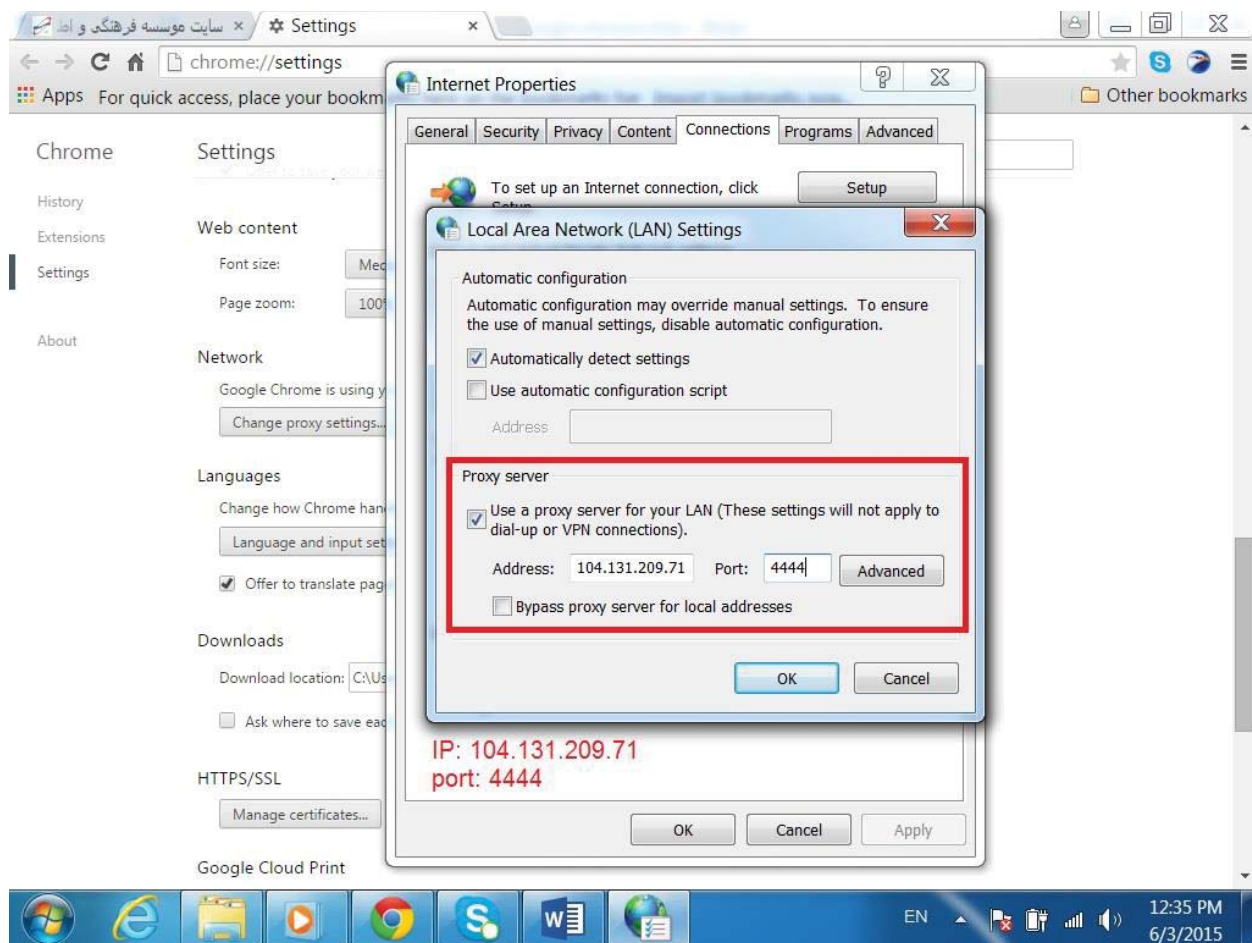 سایت موسسه فرهنگی و اط
Settings
chrome://settings
Apps For quick access, place your bookm
Other bookmarks
Chrome
History
Extensions
Settings
About
Settings
Web content
Font size:
Med
Page zoom:
100%
Network
Google Chrome is using y
Change proxy settings...
Languages
Change how Chrome han
Language and input set
Offer to translate pag
Downloads
Download location: C:\Us
Ask where to save eac
HTTPS/SSL
Manage certificates...
Google Cloud Print
Internet Properties
General Security Privacy Content Connections Programs Advanced
To set up an Internet connection, click
Setup
Local Area Network (LAN) Settings
Automatic configuration
Automatic configuration may override manual settings. To ensure
the use of manual settings, disable automatic configuration.
Automatically detect settings
Use automatic configuration script
Address
Proxy server
Use a proxy server for your LAN (These settings will not apply to
dial-up or VPN connections).
Address: 104.131.209.71 Port: 4444 Advanced
Bypass proxy server for local addresses
OK Cancel
IP: 104.131.209.71
port: 4444
OK Cancel Apply
EN
12:35 PM
6/3/2015